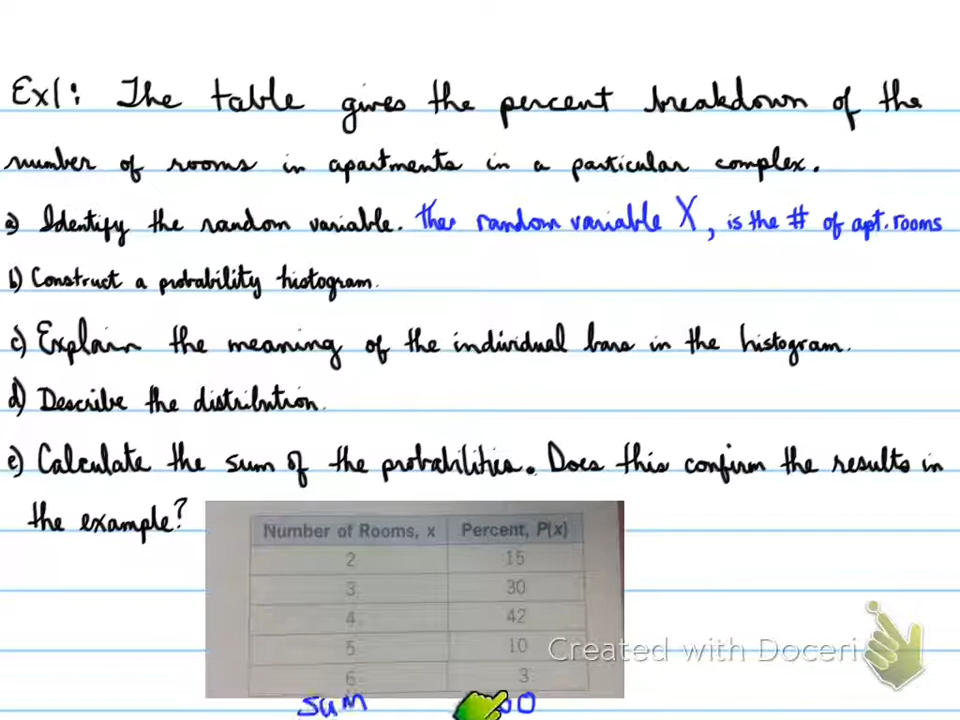 Ex1: The table gives the percent breakdown of the
number of rooms in apartments in a particular complex.
a) Identify the random variable. The random variable X, is the # of apt. rooms
b) Construct a probability histogram.
c) Explain the meaning of the individual bars in the histogram.
d) Describe the distribution.
e) Calculate the sum of the probabilities. Does this confirm the results in
the example?
Number of Rooms, x Percent, P(x)
2 15
3 30
4 42
5 10
6 3
Created with Doceri
SUM